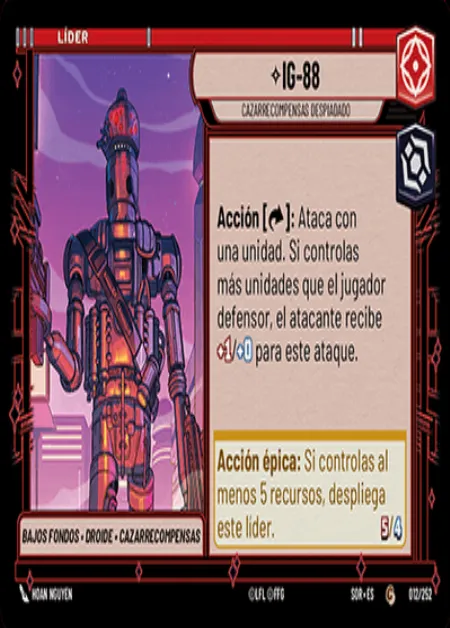 LÍDER
IG-88
CAZARRECOMPENSAS DESPIADADO
Acción [ ]: Ataca con
una unidad. Si controlas
más unidades que el jugador
defensor, el atacante recibe
+1/+0 para este ataque.
Acción épica: Si controlas al
menos 5 recursos, despliega
este líder.
5/4
BAJOS FONDOS • DROIDE • CAZARRECOMPENSAS
HOAN NGUYEN
©LFL ©FFG
SOR • ES
C
012/252